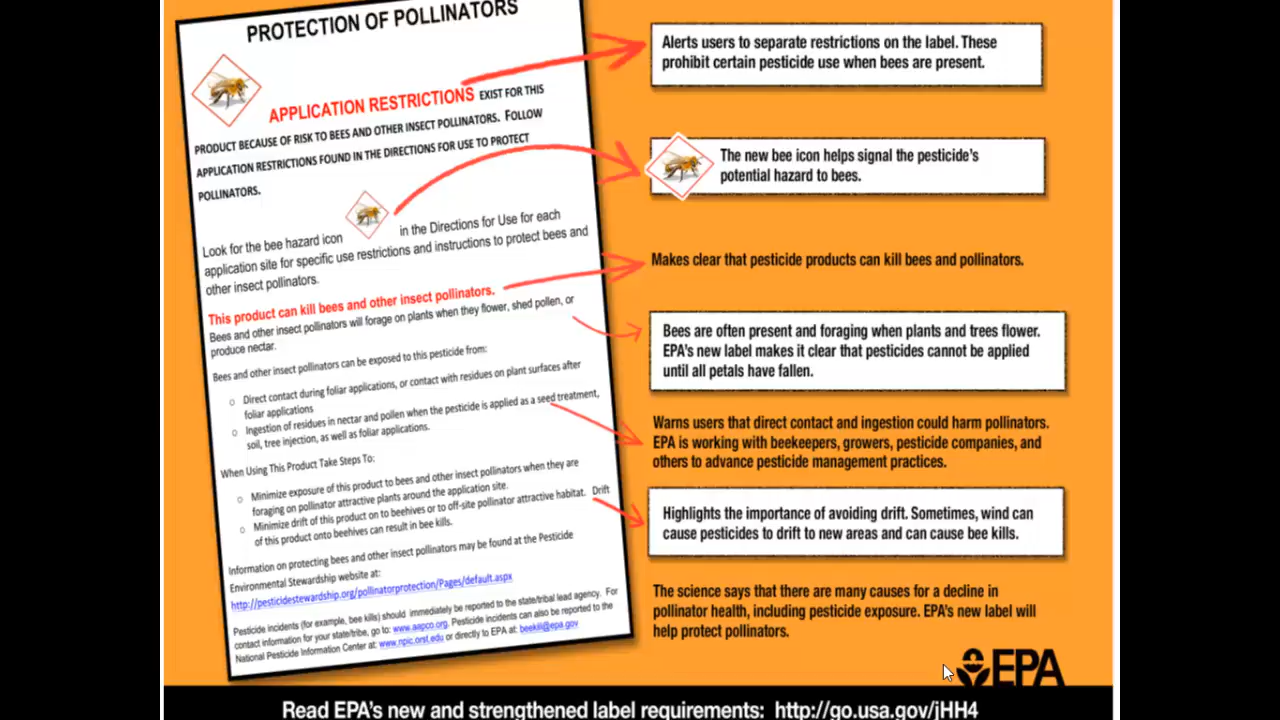 PROTECTION OF POLLINATORS
APPLICATION RESTRICTIONS EXIST FOR THIS
PRODUCT BECAUSE OF RISK TO BEES AND OTHER INSECT POLLINATORS. FOLLOW
APPLICATION RESTRICTIONS FOUND IN THE DIRECTIONS FOR USE TO PROTECT
POLLINATORS.
Look for the bee hazard icon in the Directions for Use for each
application site for specific use restrictions and instructions to protect bees and
other insect pollinators.
This product can kill bees and other insect pollinators.
Bees and other insect pollinators will forage on plants when they flower, shed pollen, or
produce nectar.
Bees and other insect pollinators can be exposed to this pesticide from:
o Direct contact during foliar applications, or contact with residues on plant surfaces after
foliar applications
o Ingestion of residues in nectar and pollen when the pesticide is applied as a seed treatment,
soil, tree injection, as well as foliar applications.
When Using This Product Take Steps To:
o Minimize exposure of this product to bees and other insect pollinators when they are
foraging on pollinator attractive plants around the application site.
o Minimize drift of this product on to beehives or to off-site pollinator attractive habitat. Drift
of this product onto beehives can result in bee kills.
Information on protecting bees and other insect pollinators may be found at the Pesticide
Environmental Stewardship website at:
http://pesticidestewardship.org/pollinatorprotection/Pages/default.aspx
Pesticide incidents (for example, bee kills) should immediately be reported to the state/tribal lead agency. For
contact information for your state/tribe, go to: www.aapco.org. Pesticide incidents can also be reported to the
National Pesticide Information Center at: www.npic.orst.edu or directly to EPA at: beekill@epa.gov
Alerts users to separate restrictions on the label. These
prohibit certain pesticide use when bees are present.
The new bee icon helps signal the pesticide's
potential hazard to bees.
Makes clear that pesticide products can kill bees and pollinators.
Bees are often present and foraging when plants and trees flower.
EPA's new label makes it clear that pesticides cannot be applied
until all petals have fallen.
Warns users that direct contact and ingestion could harm pollinators.
EPA is working with beekeepers, growers, pesticide companies, and
others to advance pesticide management practices.
Highlights the importance of avoiding drift. Sometimes, wind can
cause pesticides to drift to new areas and can cause bee kills.
The science says that there are many causes for a decline in
pollinator health, including pesticide exposure. EPA's new label will
help protect pollinators.
EPA
Read EPA's new and strengthened label requirements: http://go.usa.gov/jHH4